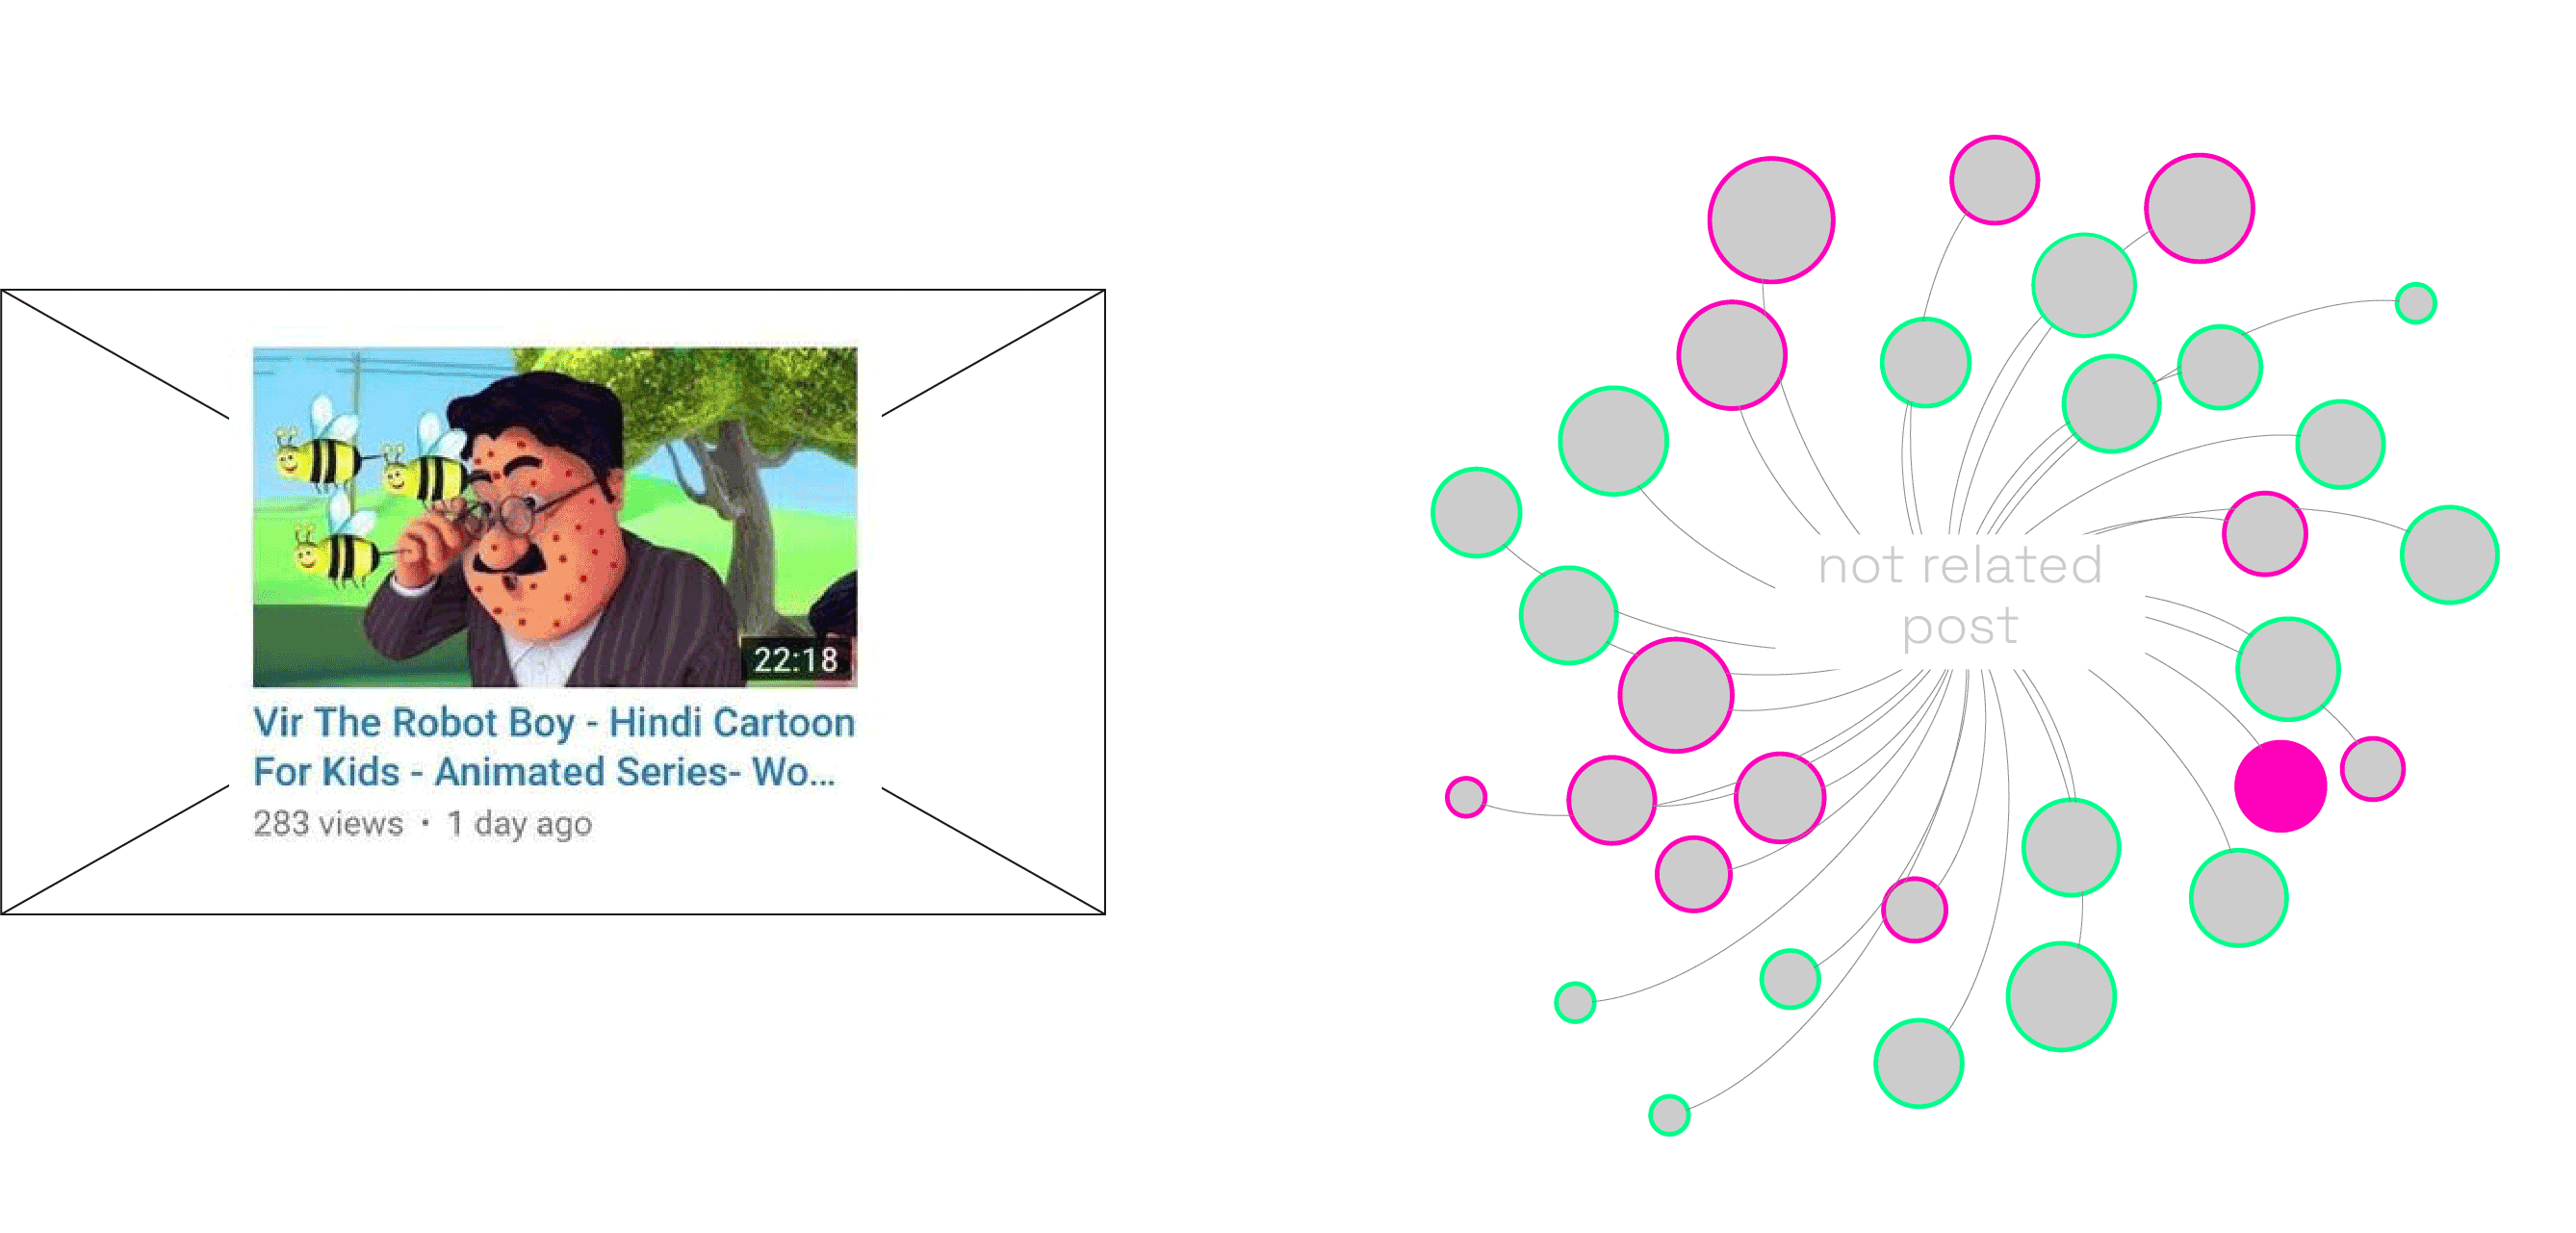 22:18
Vir The Robot Boy - Hindi Cartoon
For Kids - Animated Series- Wo...
283 views · 1 day ago
not related
post